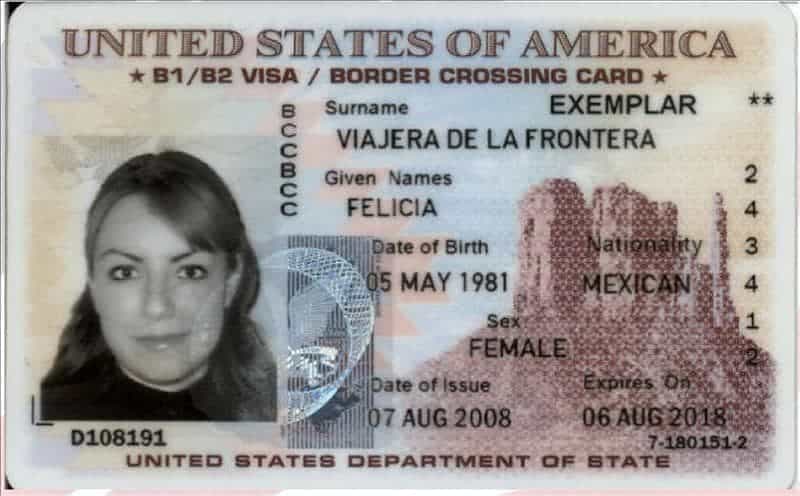 UNITED STATES OF AMERICA
★ B1/B2 VISA / BORDER CROSSING CARD ★
BCCBCC
Surname EXEMPLAR **
VIAJERA DE LA FRONTERA
Given Names 2
FELICIA 4
Date of Birth Nationality 3
05 MAY 1981 MEXICAN 4
Sex 1
FEMALE 2
Date of Issue Expires On
07 AUG 2008 06 AUG 2018
D108191 7-180151-2
UNITED STATES DEPARTMENT OF STATE